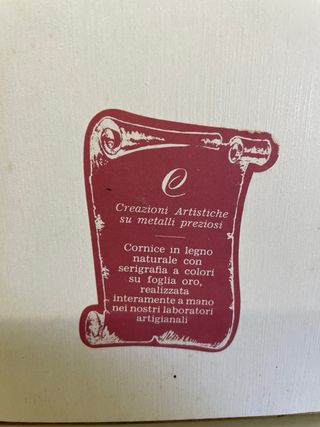 C
Creazioni Artistiche
su metalli preziosi
Cornice in legno
naturale con
serigrafia a colori
su foglia oro,
realizzata
interamente a mano
nei nostri laboratori
artigianali